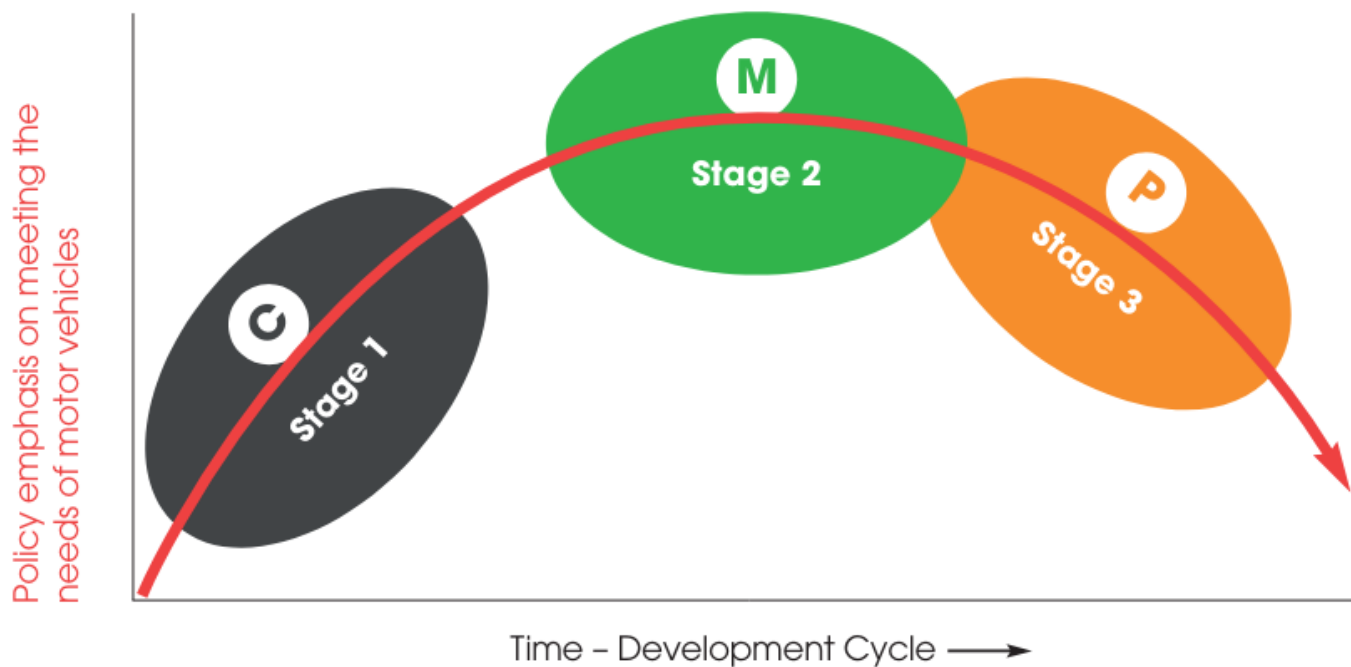 Policy emphasis on meeting the
needs of motor vehicles
C
Stage 1
M
Stage 2
P
Stage 3
Time – Development Cycle